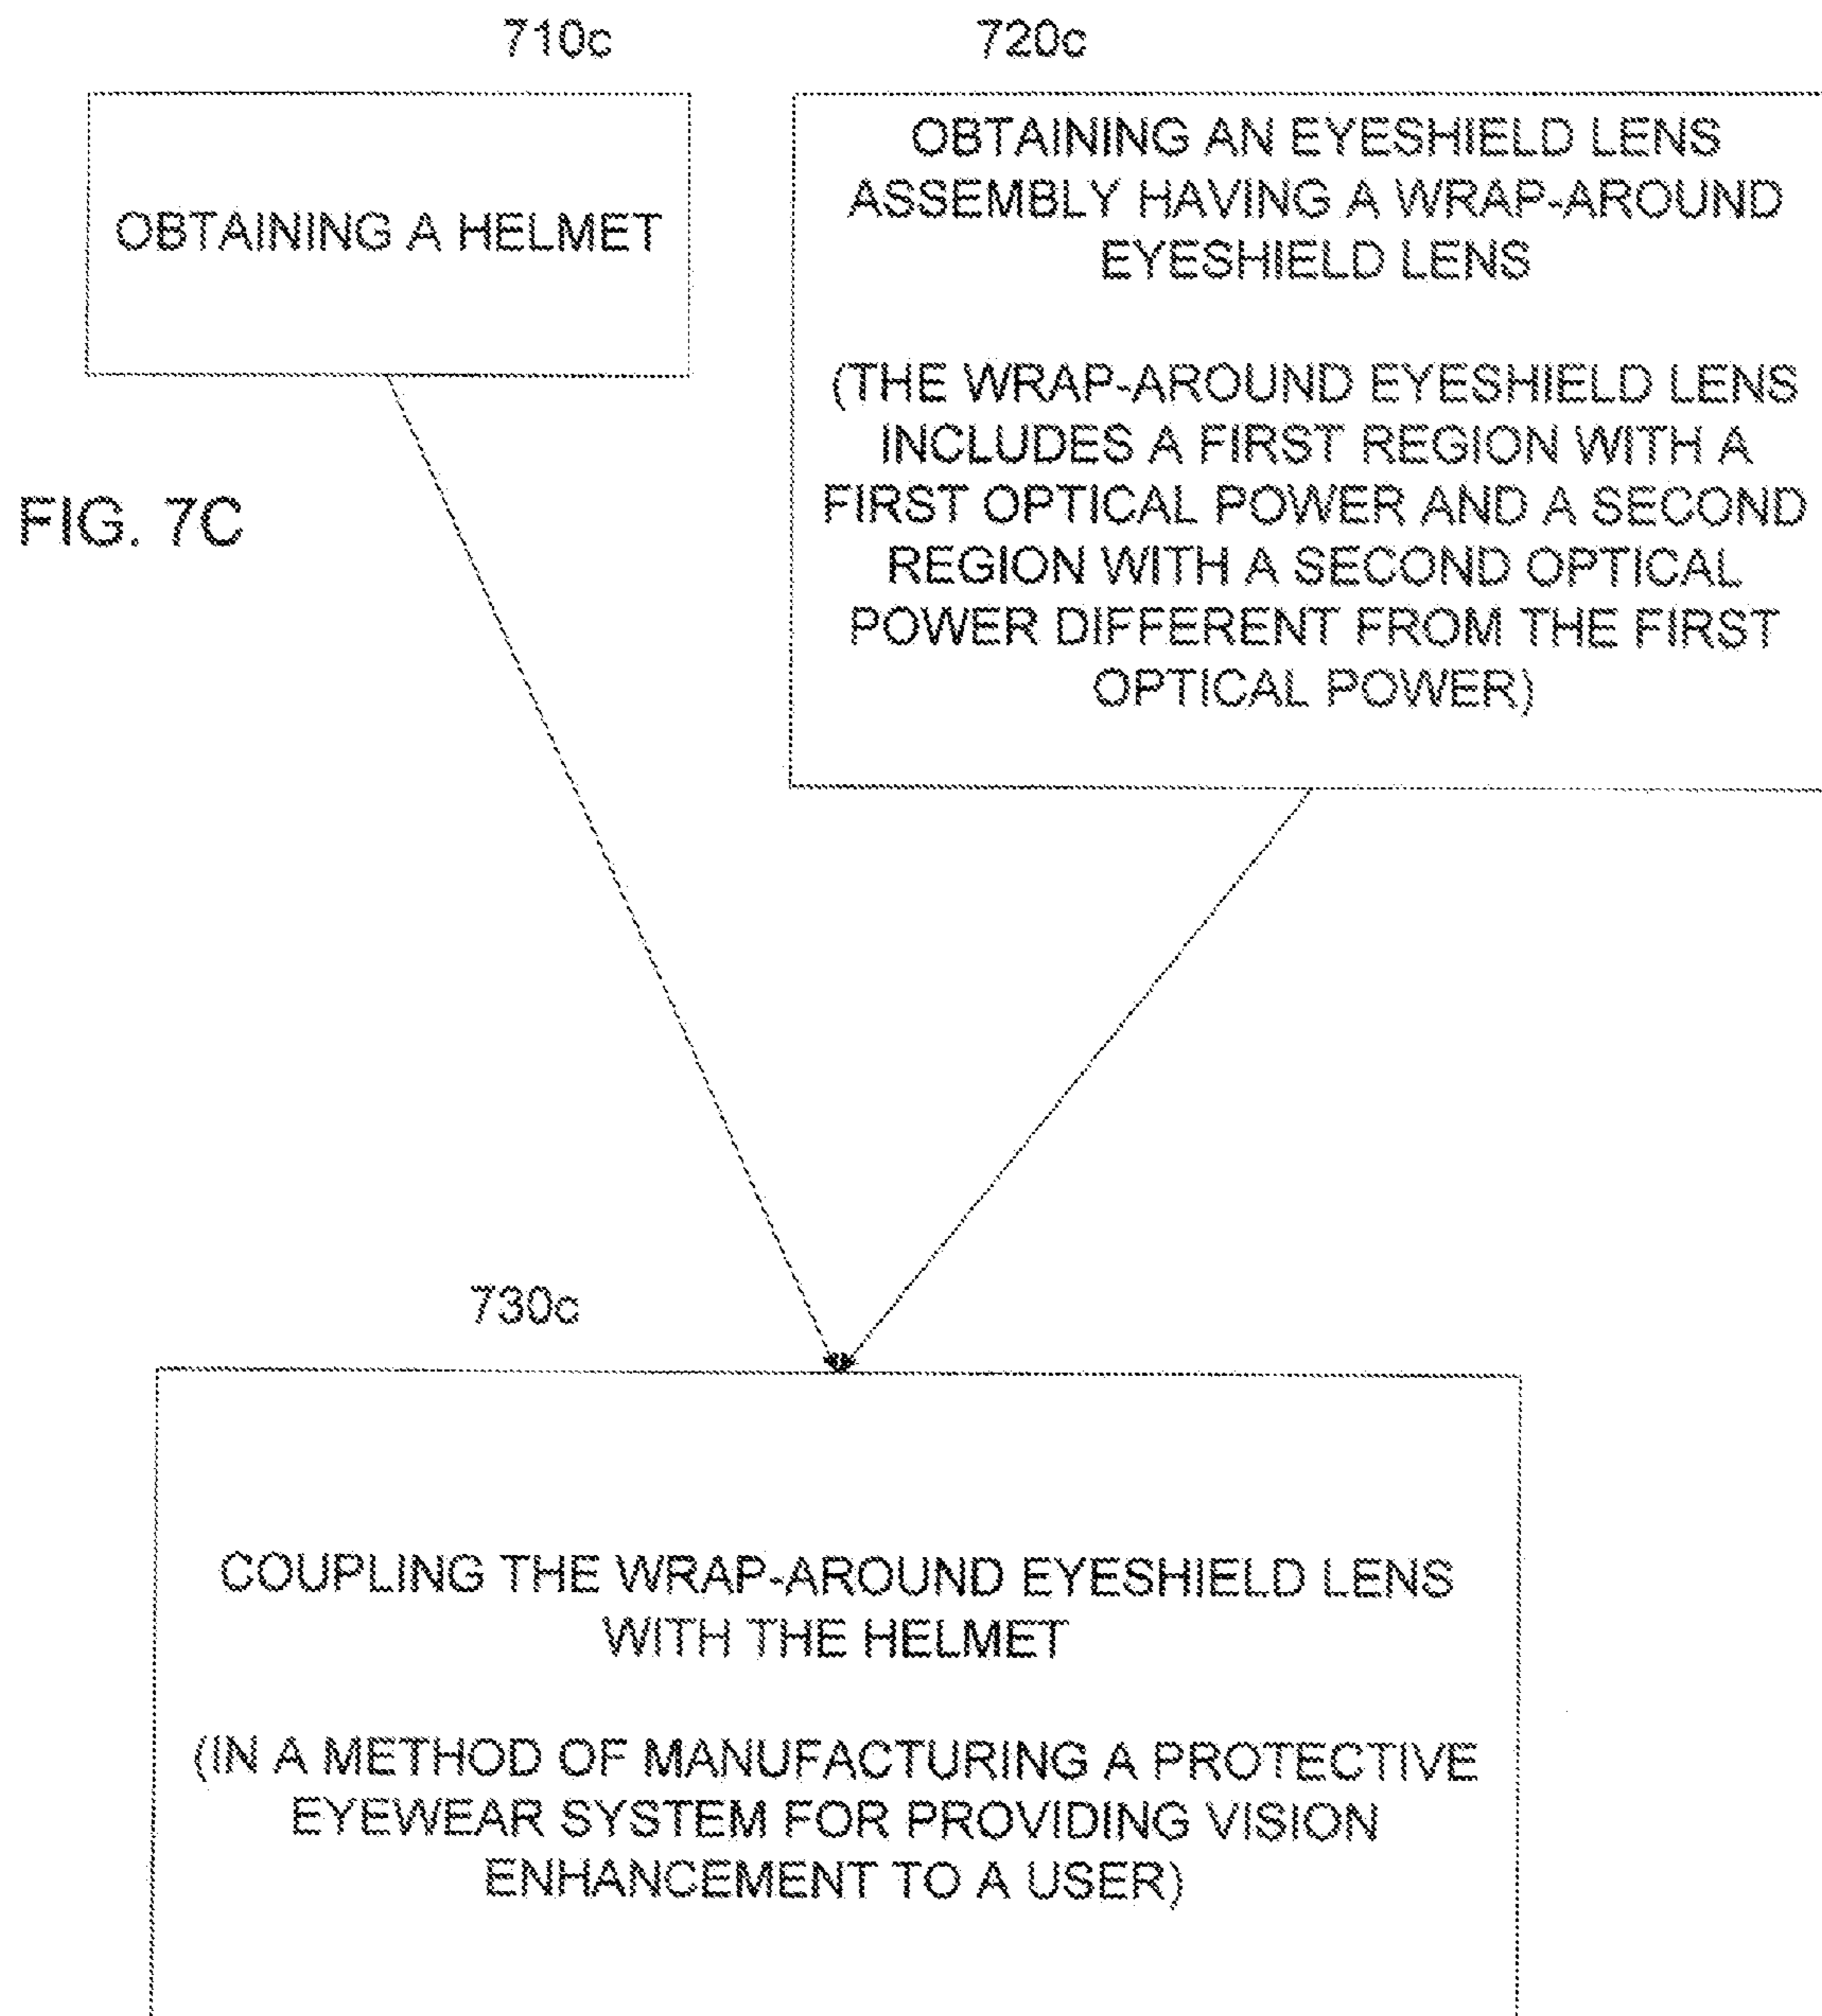 710c
720c
OBTAINING A HELMET
OBTAINING AN EYESHIELD LENS
ASSEMBLY HAVING A WRAP-AROUND
EYESHIELD LENS
(THE WRAP-AROUND EYESHIELD LENS
INCLUDES A FIRST REGION WITH A
FIRST OPTICAL POWER AND A SECOND
REGION WITH A SECOND OPTICAL
POWER DIFFERENT FROM THE FIRST
OPTICAL POWER)
FIG. 7C
730c
COUPLING THE WRAP-AROUND EYESHIELD LENS
WITH THE HELMET
(IN A METHOD OF MANUFACTURING A PROTECTIVE
EYEWEAR SYSTEM FOR PROVIDING VISION
ENHANCEMENT TO A USER)